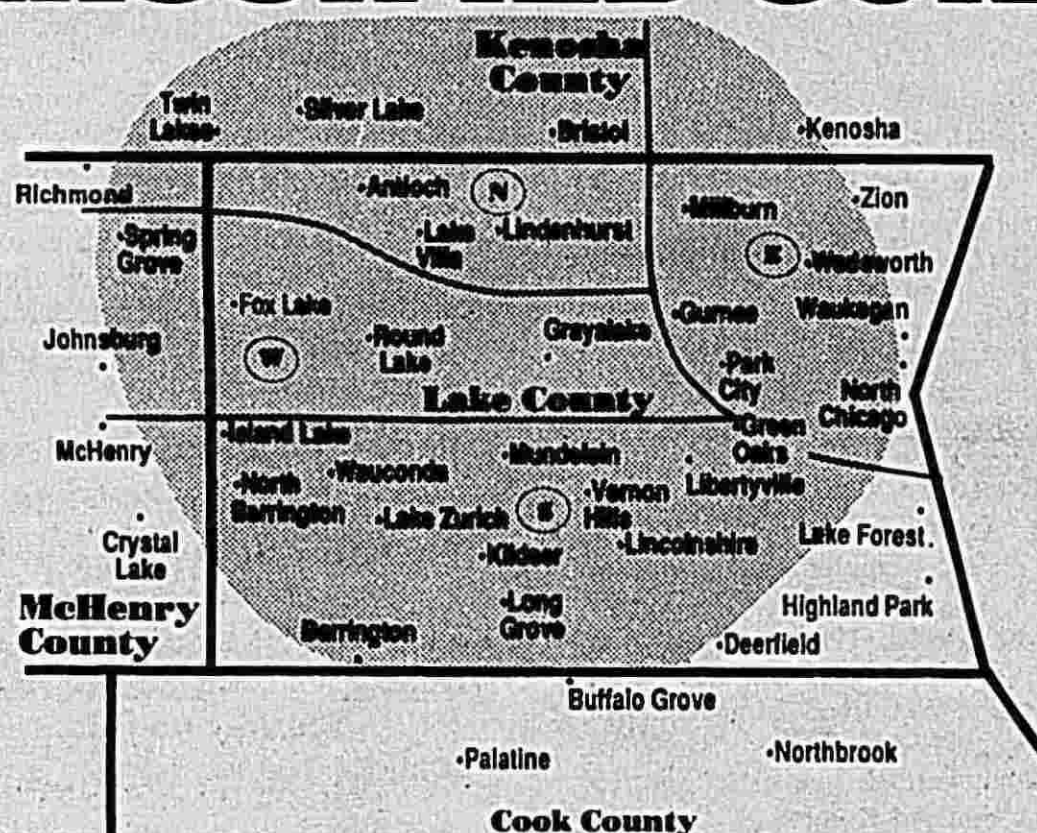 Kenosha
County
Twin
Lakes
Silver Lake
Bristol
Kenosha
Richmond
Antioch
N
Millburn
Zion
Spring
Grove
Lake
Villa
Lindenhurst
E
Wadsworth
Fox Lake
Gurnee
Waukegan
Johnsburg
W
Round
Lake
Grayslake
Park
City
North
Chicago
Lake County
McHenry
Island Lake
Green
Oaks
Mundelein
Wauconda
North
Barrington
Vernon
Hills
Libertyville
Lake Zurich
S
Crystal
Lake
Kildeer
Lincolnshire
Lake Forest
McHenry
County
Long
Grove
Highland Park
Barrington
Deerfield
Buffalo Grove
Palatine
Northbrook
Cook County